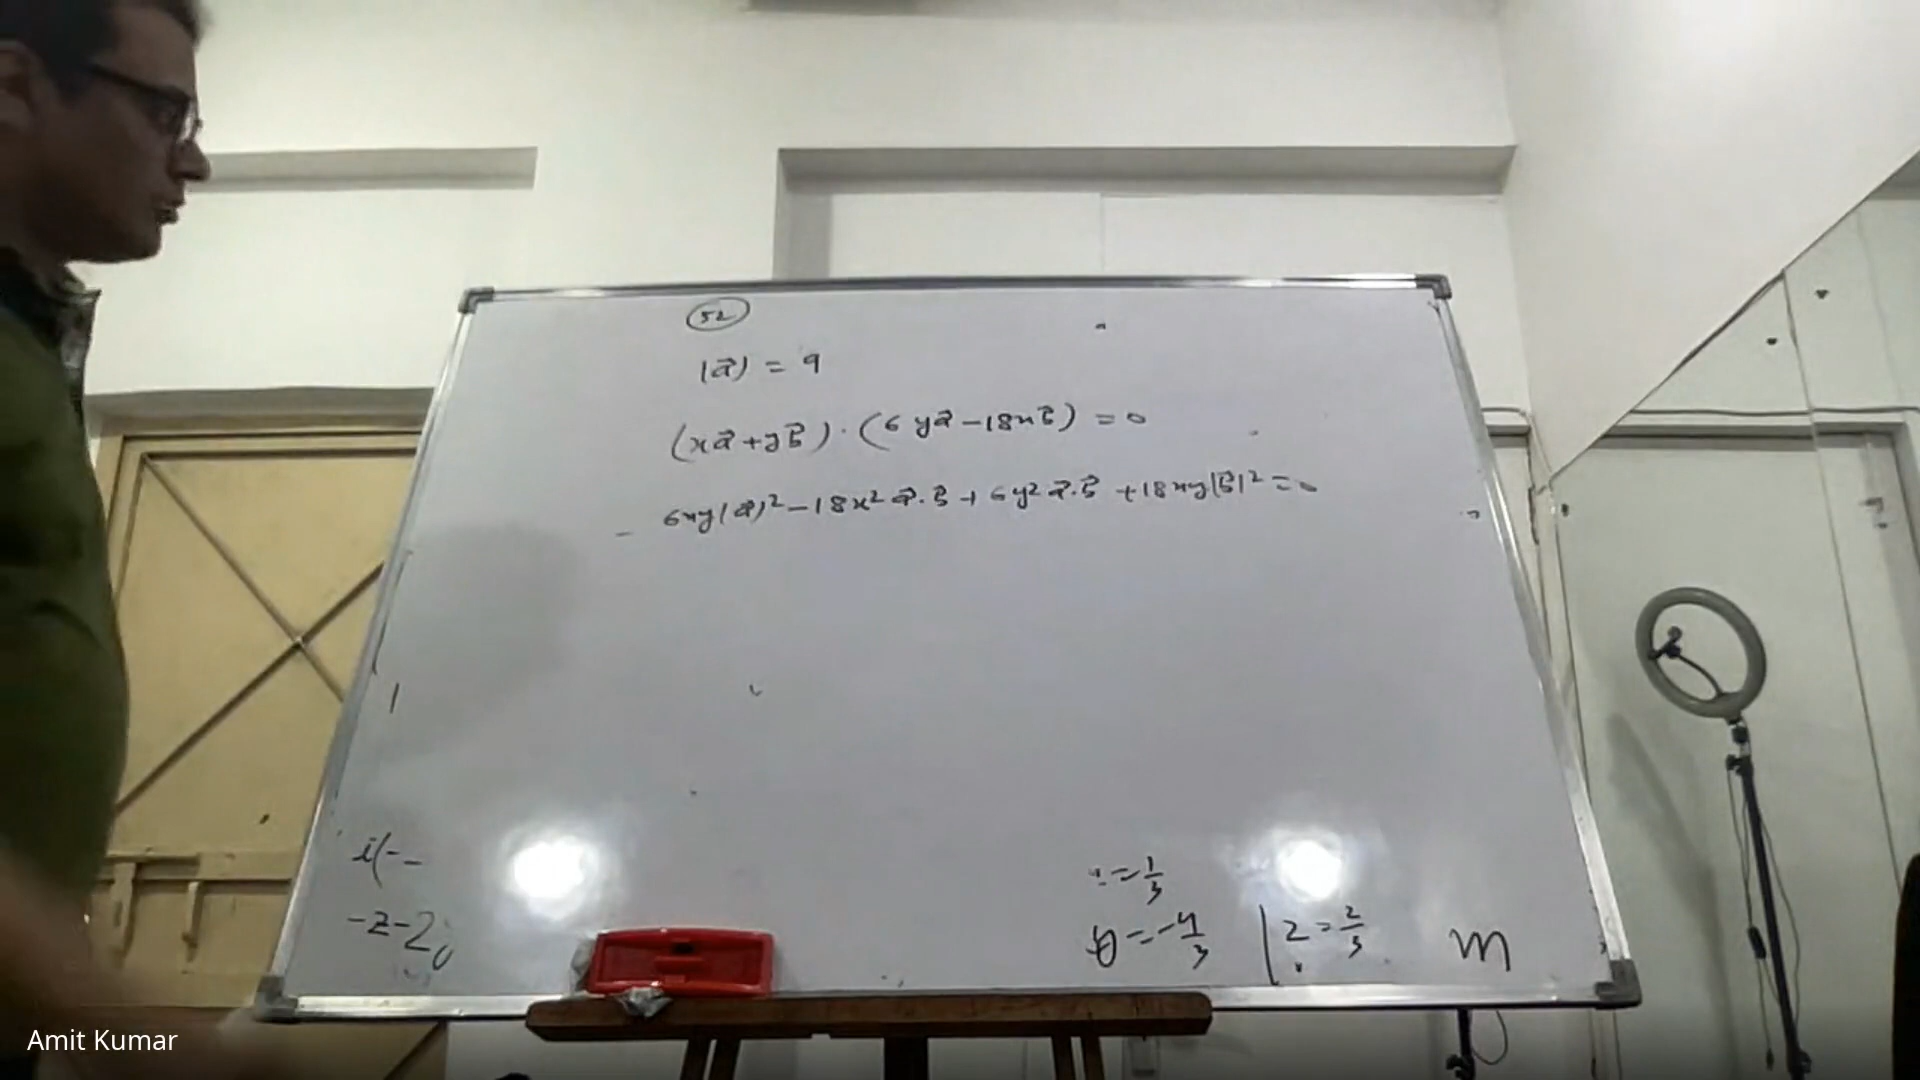 52
|a⃗| = 9
(xa⃗ + yb⃗) · (6ya⃗ - 18xb⃗) = 0
6xy|a⃗|² - 18x² a⃗·b⃗ + 6y² a⃗·b⃗ + 18xy|b⃗|² = 0
i(--
-z-2j
= 1/3
y = -4/3 | z = 2/3 m
Amit Kumar